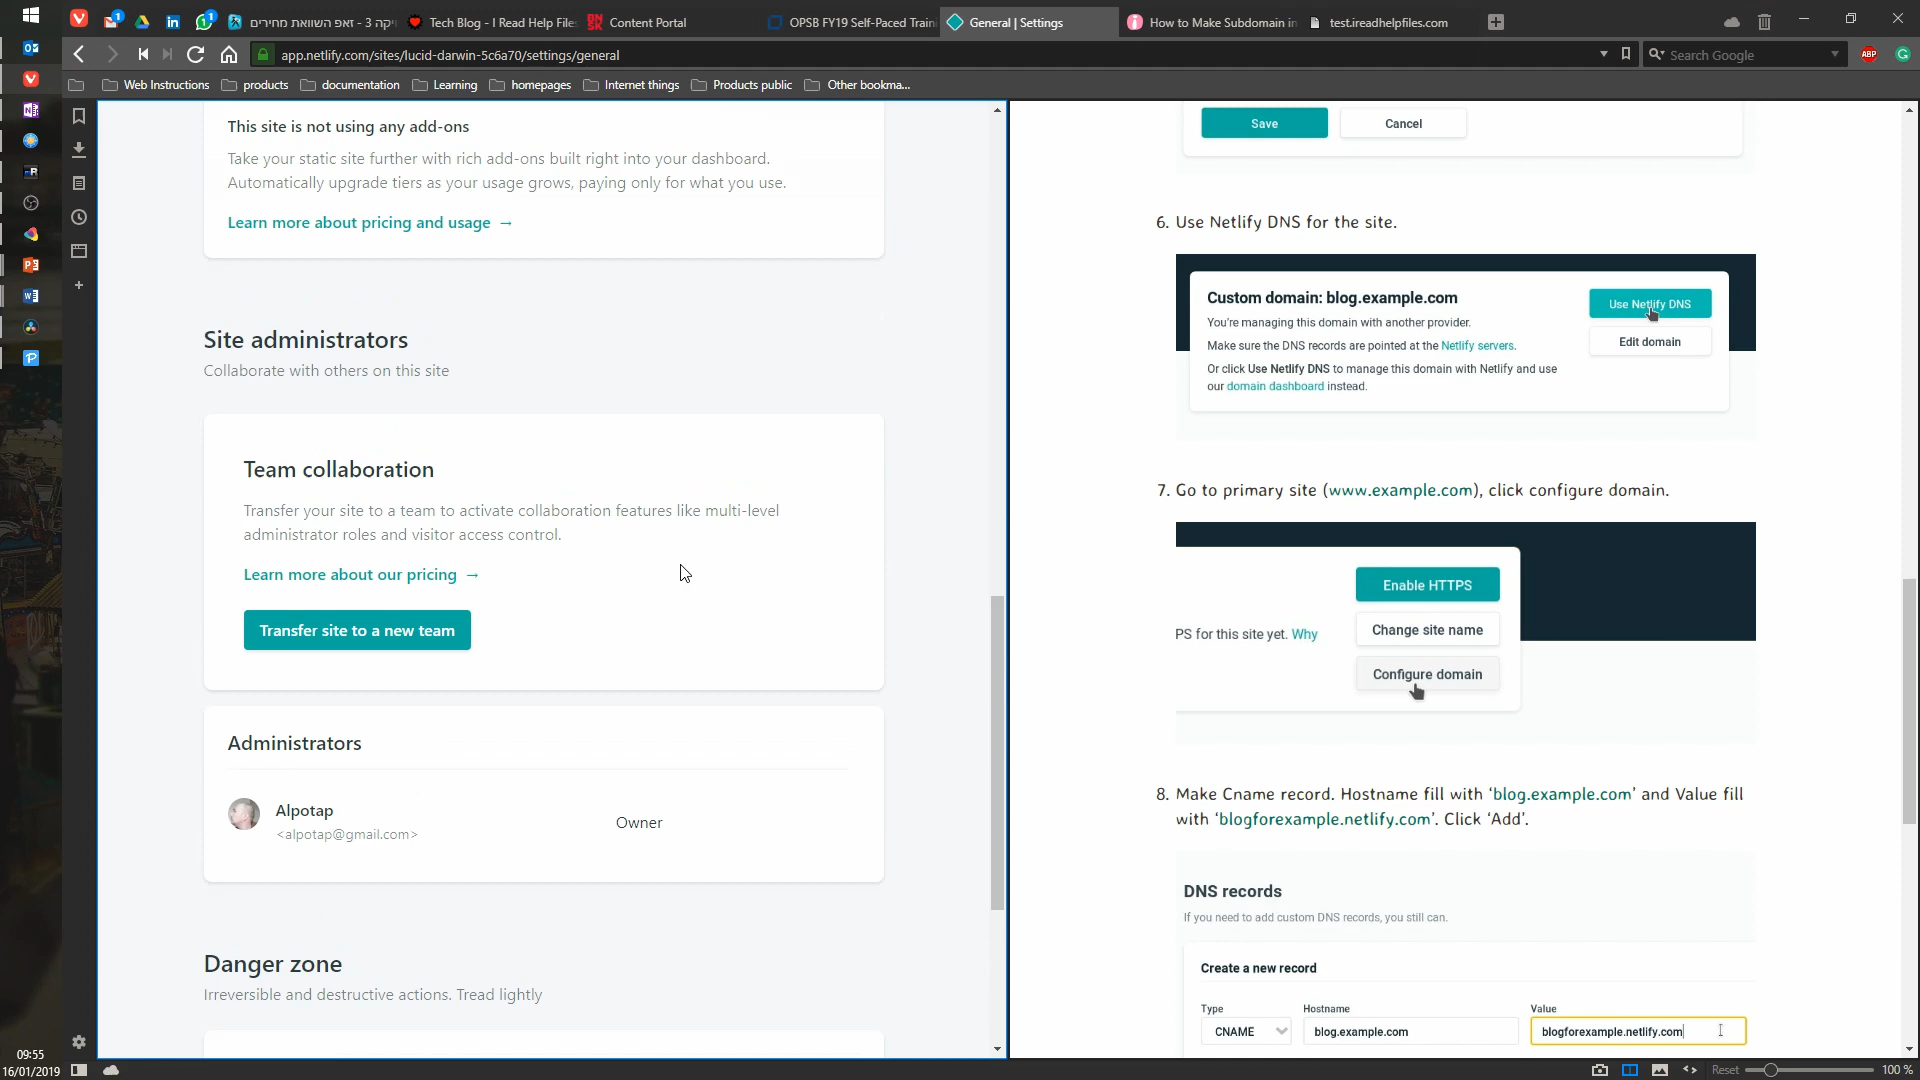 ויקה 3 - זאפ השוואת מחירים
Tech Blog - I Read Help File
Content Portal
OPSB FY19 Self-Paced Traini
General | Settings
How to Make Subdomain in
test.ireadhelpfiles.com
app.netlify.com/sites/lucid-darwin-5c6a70/settings/general
Search Google
ABP
Web Instructions
products
documentation
Learning
homepages
Internet things
Products public
Other bookma...
This site is not using any add-ons
Take your static site further with rich add-ons built right into your dashboard.
Automatically upgrade tiers as your usage grows, paying only for what you use.
Learn more about pricing and usage →
Site administrators
Collaborate with others on this site
Team collaboration
Transfer your site to a team to activate collaboration features like multi-level
administrator roles and visitor access control.
Learn more about our pricing →
Transfer site to a new team
Administrators
Alpotap
<alpotap@gmail.com>
Owner
Danger zone
Irreversible and destructive actions. Tread lightly
Save
Cancel
6. Use Netlify DNS for the site.
Custom domain: blog.example.com
You're managing this domain with another provider.
Make sure the DNS records are pointed at the Netlify servers.
Or click Use Netlify DNS to manage this domain with Netlify and use
our domain dashboard instead.
Use Netlify DNS
Edit domain
7. Go to primary site (www.example.com), click configure domain.
Enable HTTPS
PS for this site yet. Why
Change site name
Configure domain
8. Make Cname record. Hostname fill with ‘blog.example.com’ and Value fill
with ‘blogforexample.netlify.com’. Click ‘Add’.
DNS records
If you need to add custom DNS records, you still can.
Create a new record
Type
Hostname
Value
CNAME
blog.example.com
blogforexample.netlify.com
09:55
16/01/2019
Reset
100 %